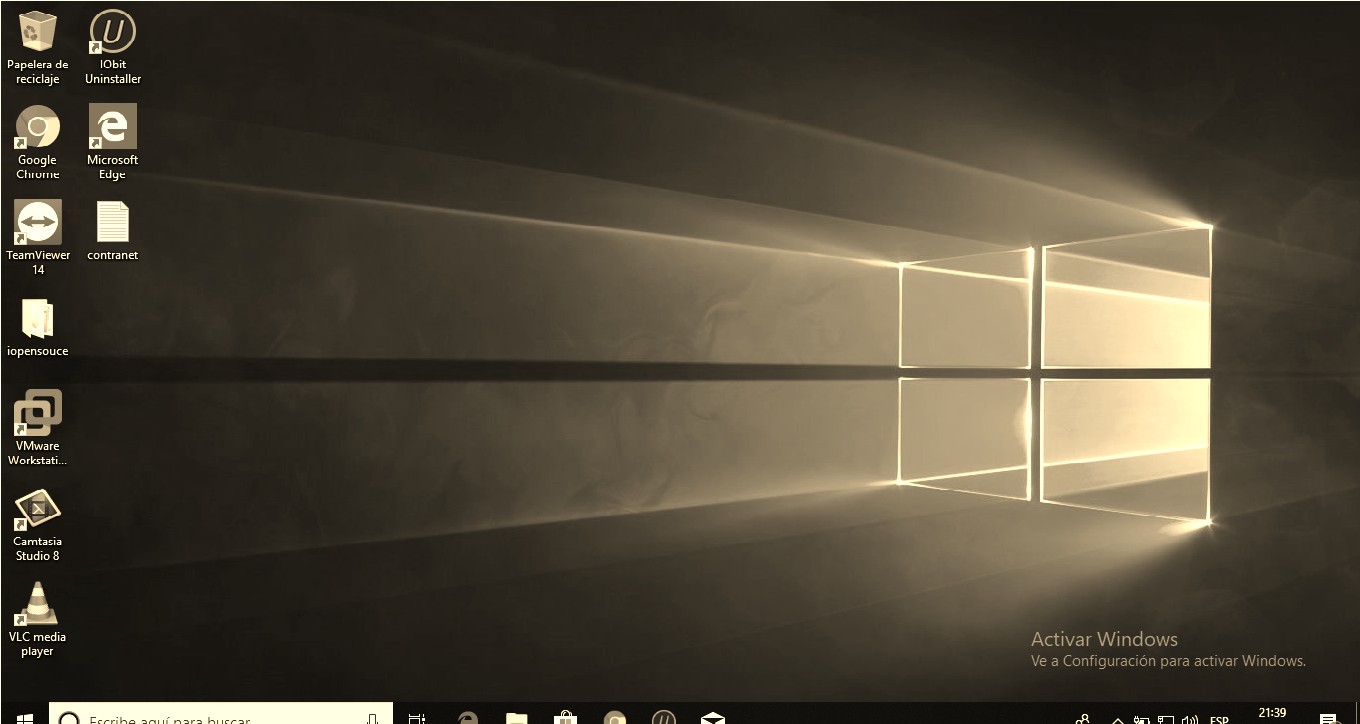 Papelera de
reciclaje
IObit
Uninstaller
Google
Chrome
Microsoft
Edge
TeamViewer
14
contranet
iopensouce
VMware
Workstati...
Camtasia
Studio 8
VLC media
player
Activar Windows
Ve a Configuración para activar Windows.
Escribe aquí para buscar
ESP
21:39